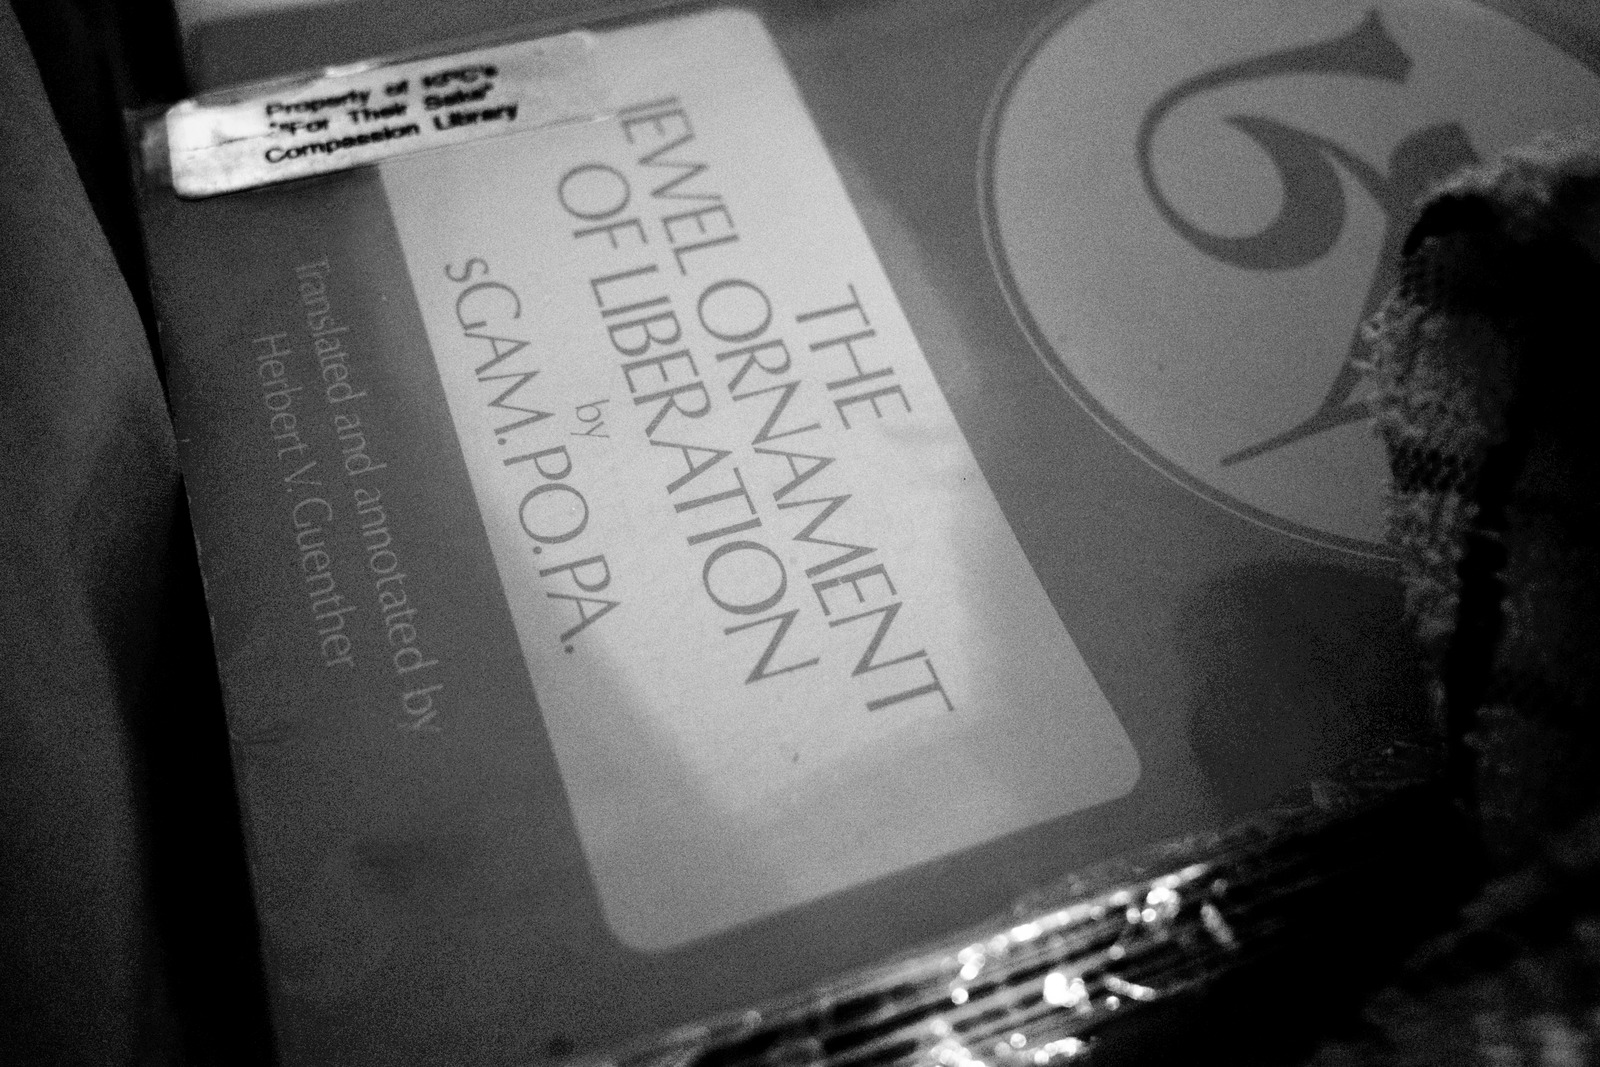 Property of KPC's
"For Their Sake"
Compassion Library
THE
JEWEL ORNAMENT
OF LIBERATION
by
sGAM.PO.PA.
Translated and annotated by
Herbert V. Guenther